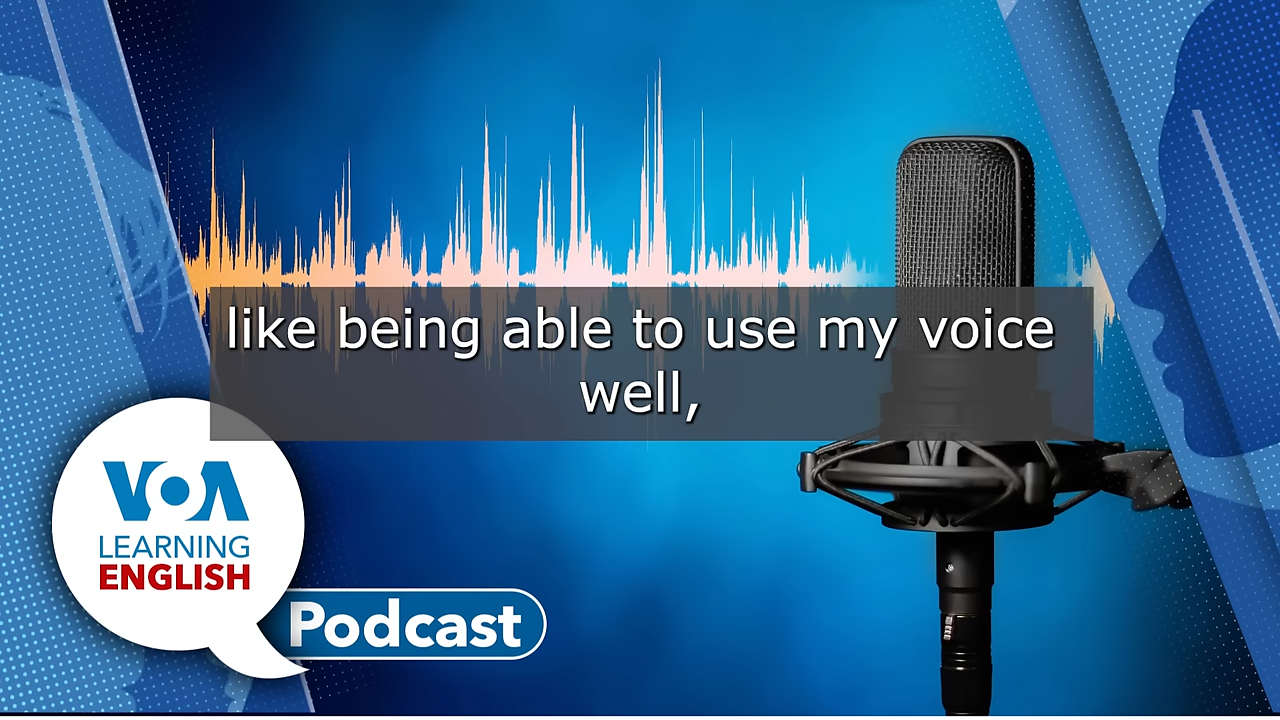 like being able to use my voice
well,
VOA
LEARNING
ENGLISH
Podcast